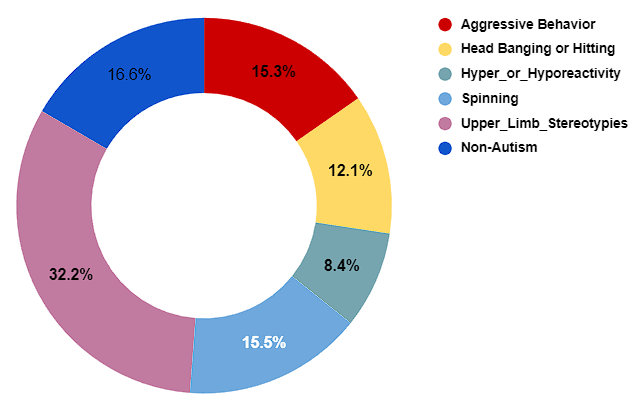 Aggressive Behavior
Head Banging or Hitting
Hyper_or_Hyporeactivity
Spinning
Upper_Limb_Stereotypies
Non-Autism
16.6%
15.3%
12.1%
8.4%
15.5%
32.2%